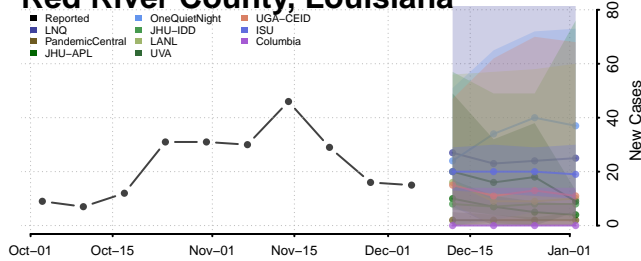 Red River County, Louisiana
Reported
LNQ
PandemicCentral
JHU−APL
OneQuietNight
JHU−IDD
LANL
UVA
UGA−CEID
ISU
Columbia
80
60
40
20
0
New Cases
Oct−01 Oct−15 Nov−01 Nov−15 Dec−01 Dec−15 Jan−01